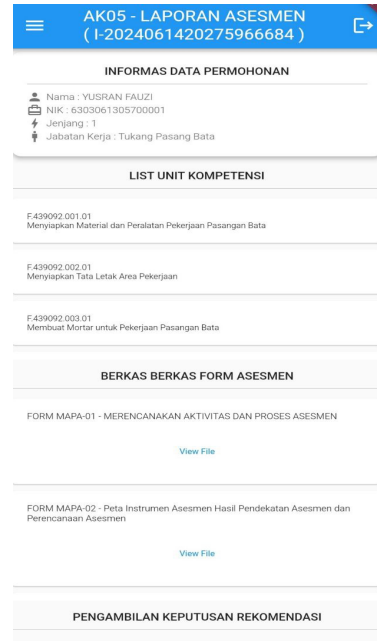 AK05 - LAPORAN ASESMEN
( I-2024061420275966684 )
INFORMAS DATA PERMOHONAN
Nama : YUSRAN FAUZI
NIK : 6303061305700001
Jenjang : 1
Jabatan Kerja : Tukang Pasang Bata
LIST UNIT KOMPETENSI
F.439092.001.01
Menyiapkan Material dan Peralatan Pekerjaan Pasangan Bata
F.439092.002.01
Menyiapkan Tata Letak Area Pekerjaan
F.439092.003.01
Membuat Mortar untuk Pekerjaan Pasangan Bata
BERKAS BERKAS FORM ASESMEN
FORM MAPA-01 - MERENCANAKAN AKTIVITAS DAN PROSES ASESMEN
View File
FORM MAPA-02 - Peta Instrumen Asesmen Hasil Pendekatan Asesmen dan
Perencanaan Asesmen
View File
PENGAMBILAN KEPUTUSAN REKOMENDASI